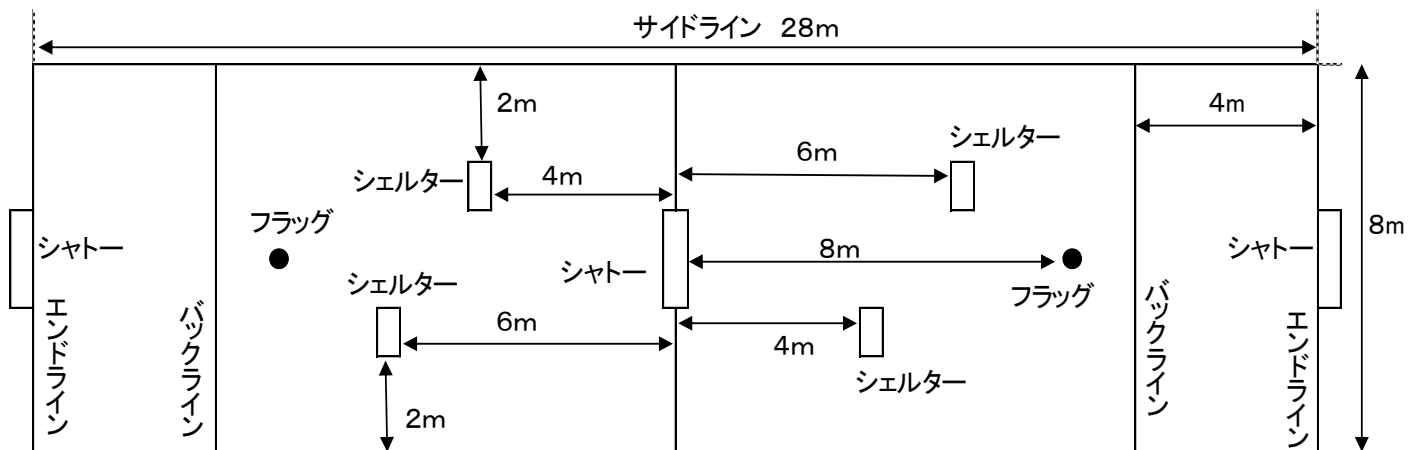 サイドライン 28m
2m
4m
シェルター
6m
シェルター
4m
フラッグ
シャトー
シャトー
8m
シャトー
8m
シェルター
フラッグ
エンドライン
バックライン
6m
4m
バックライン
エンドライン
シェルター
2m